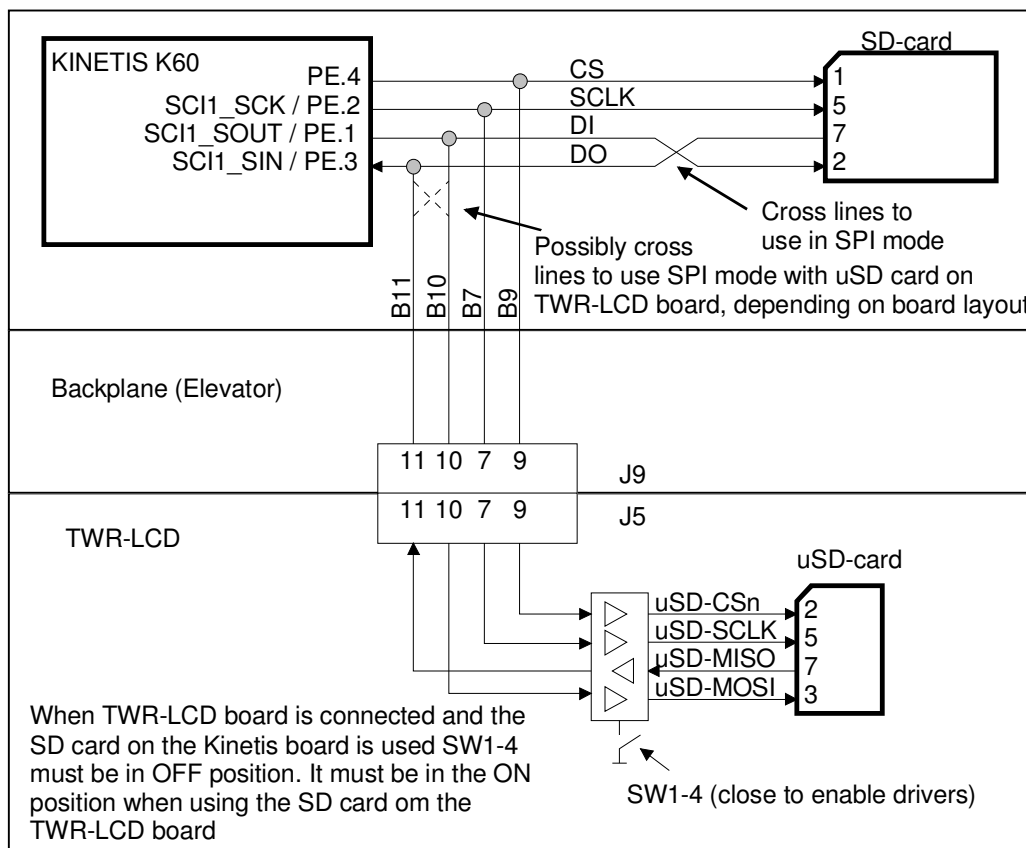 SD-card
KINETIS K60
PE.4
SCI1_SCK / PE.2
SCI1_SOUT / PE.1
SCI1_SIN / PE.3
CS
SCLK
DI
DO
1
5
7
2
Cross lines to
use in SPI mode
Possibly cross
lines to use SPI mode with uSD card on
TWR-LCD board, depending on board layout
B11
B10
B7
B9
Backplane (Elevator)
11 10 7 9
J9
11 10 7 9
J5
TWR-LCD
uSD-card
uSD-CSn
uSD-SCLK
uSD-MISO
uSD-MOSI
2
5
7
3
When TWR-LCD board is connected and the
SD card on the Kinetis board is used SW1-4
must be in OFF position. It must be in the ON
position when using the SD card om the
TWR-LCD board
SW1-4 (close to enable drivers)